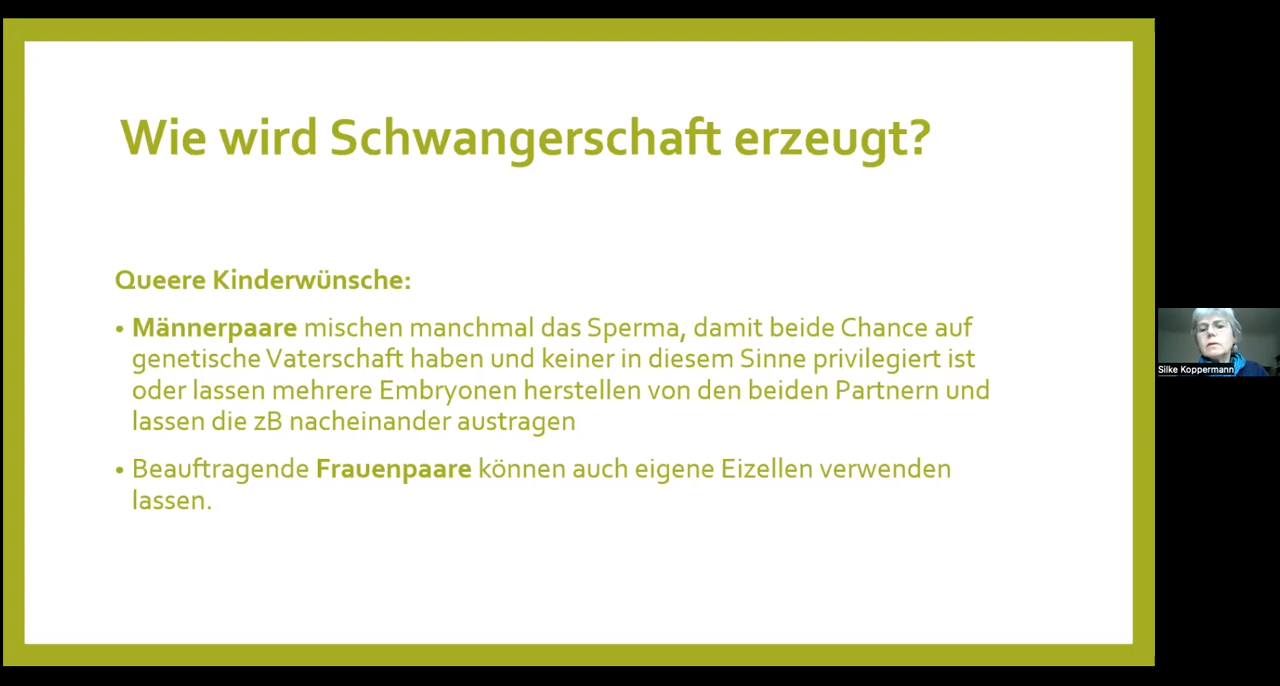 Wie wird Schwangerschaft erzeugt?
Queere Kinderwünsche:
• Männerpaare mischen manchmal das Sperma, damit beide Chance auf
genetische Vaterschaft haben und keiner in diesem Sinne privilegiert ist
oder lassen mehrere Embryonen herstellen von den beiden Partnern und
lassen die zB nacheinander austragen
• Beauftragende Frauenpaare können auch eigene Eizellen verwenden
lassen.
Silke Koppermann